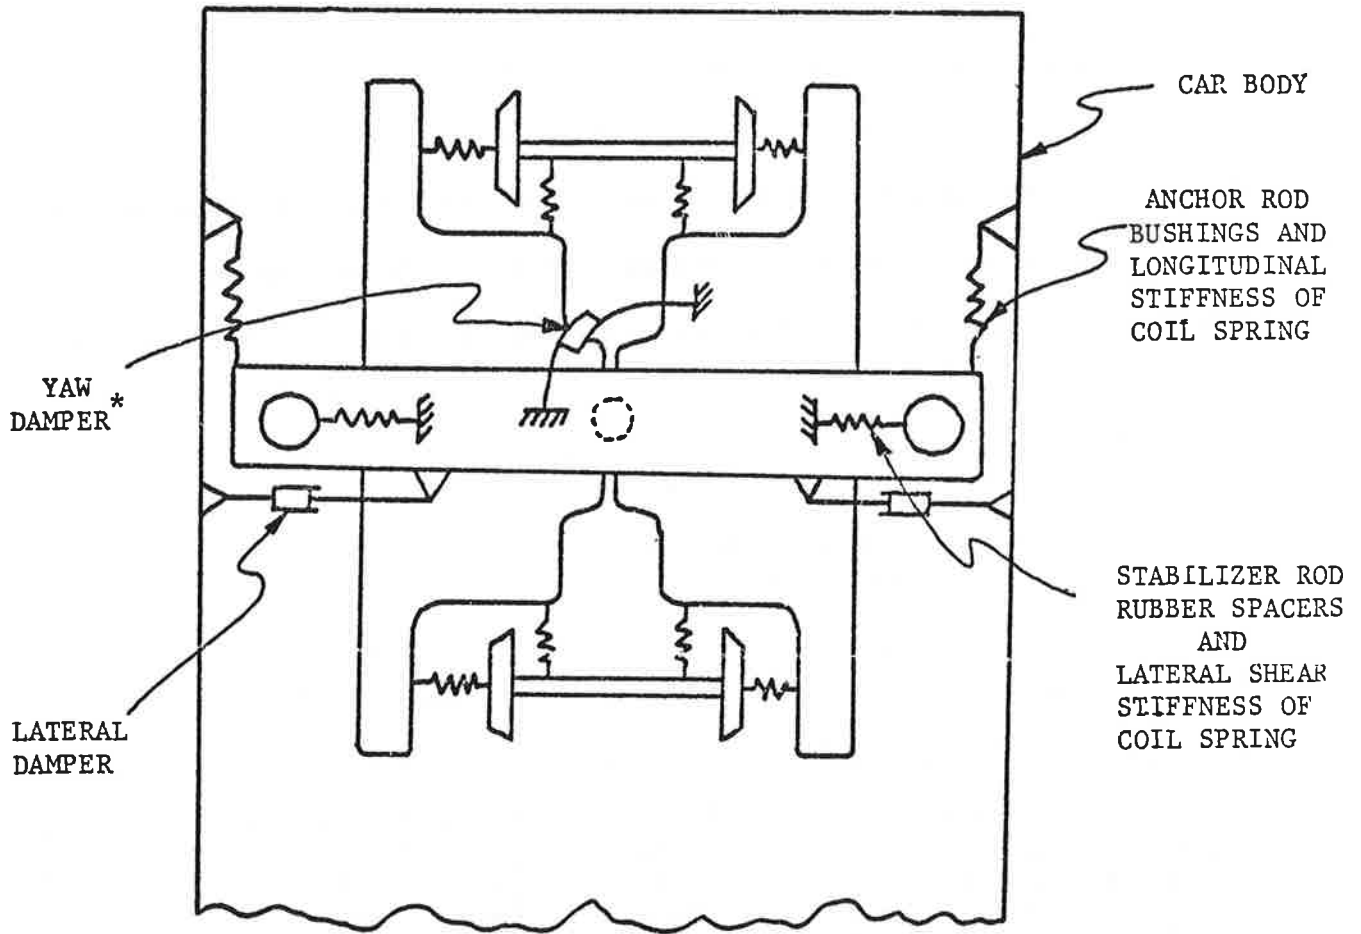 CAR BODY
ANCHOR ROD
BUSHINGS AND
LONGITUDINAL
STIFFNESS OF
COIL SPRING
YAW
DAMPER*
STABILIZER ROD
RUBBER SPACERS
AND
LATERAL SHEAR
STIFFNESS OF
COIL SPRING
LATERAL
DAMPER